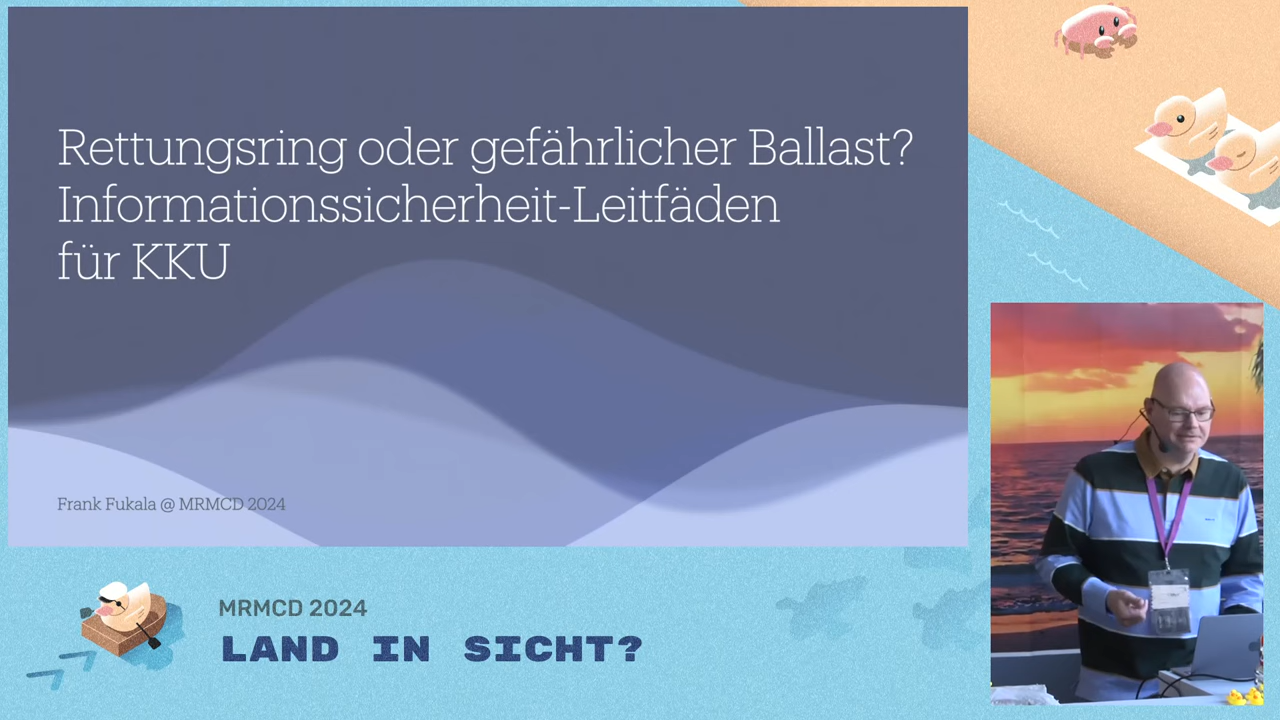 Rettungsring oder gefährlicher Ballast?
Informationssicherheit-Leitfäden
für KKU
Frank Fukala @ MRMCD 2024
MRMCD 2024
LAND IN SICHT?